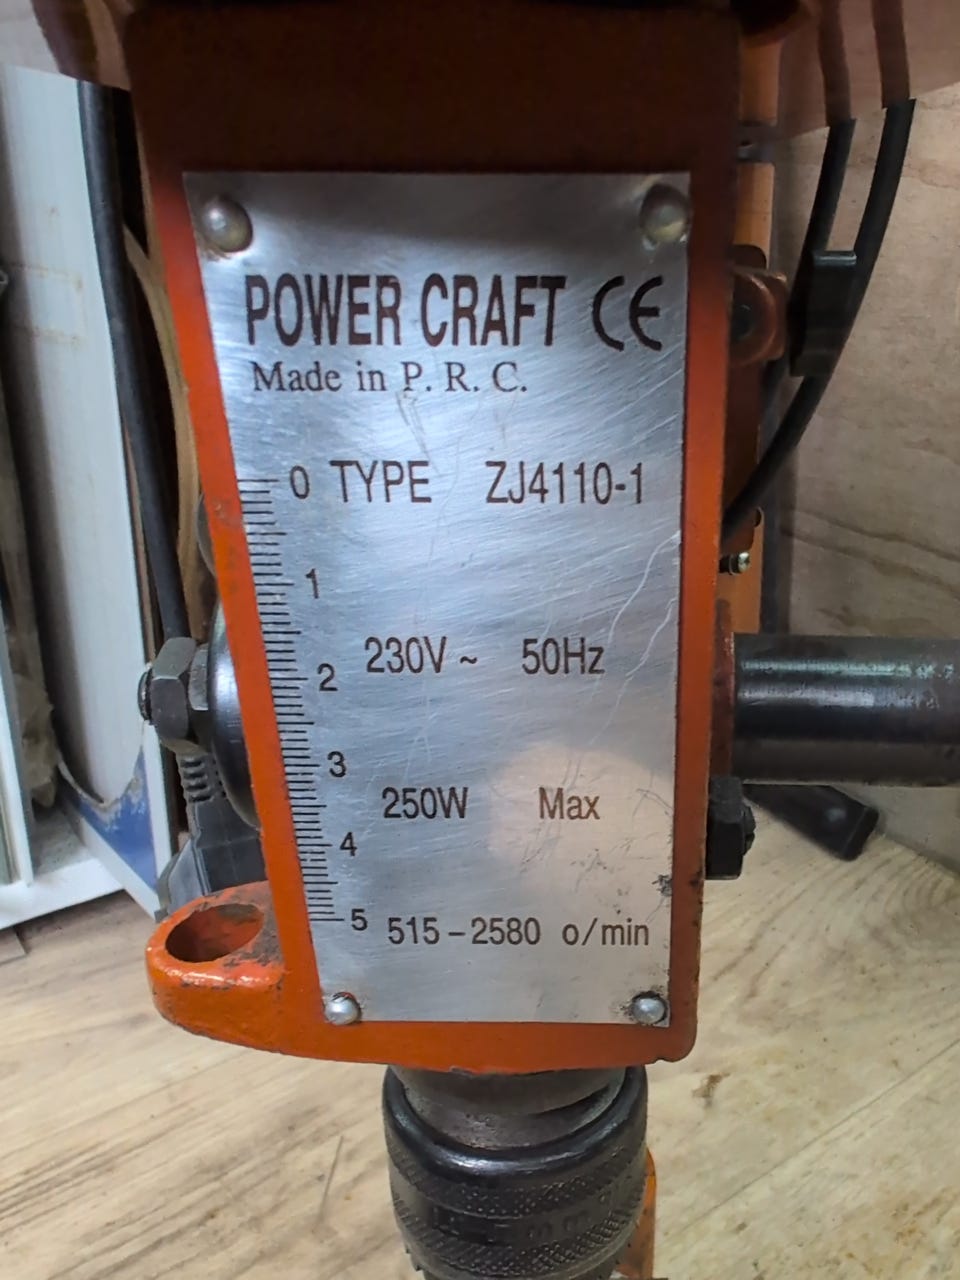 POWER CRAFT CE
Made in P. R. C.
0 TYPE ZJ4110-1
1
2 230V ~ 50Hz
3
250W Max
4
5 515-2580 o/min